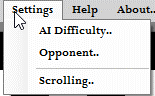 Settings Help About..
AI Difficulty..
Opponent..
Scrolling..